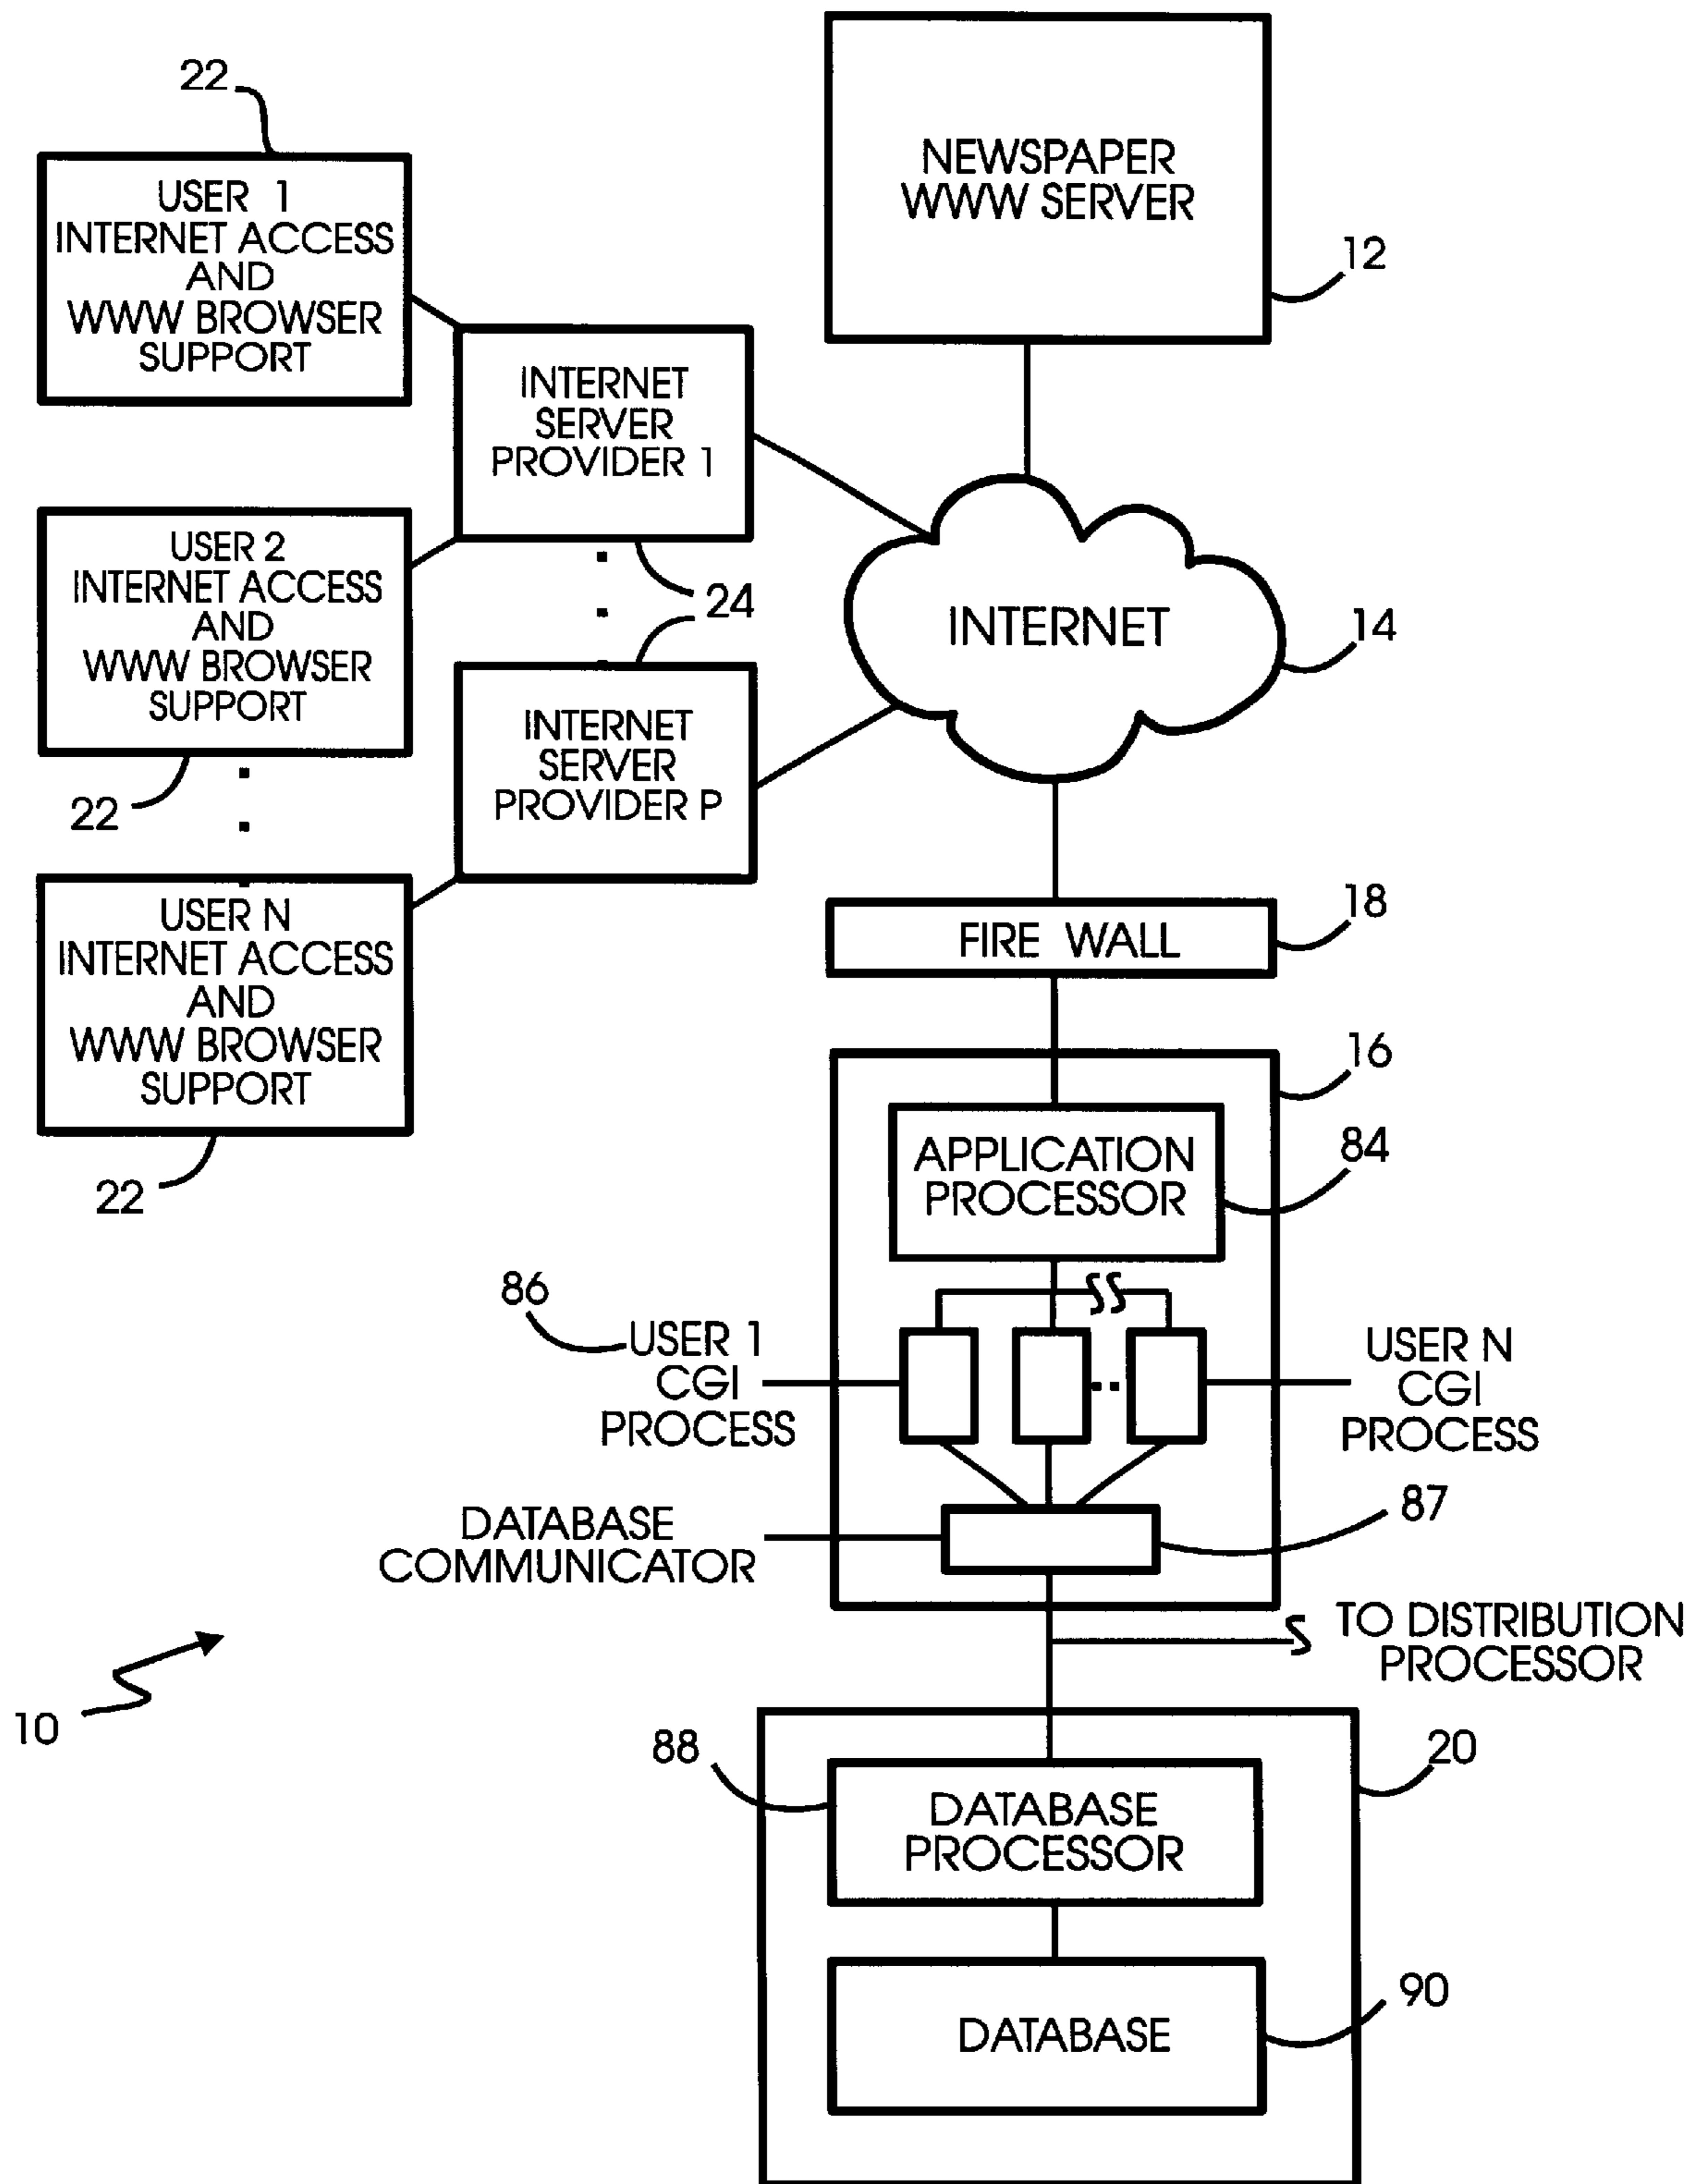 22
USER 1
INTERNET ACCESS
AND
WWW BROWSER
SUPPORT
NEWSPAPER
WWW SERVER
12
INTERNET
SERVER
PROVIDER 1
USER 2
INTERNET ACCESS
AND
WWW BROWSER
SUPPORT
22
24
INTERNET
14
INTERNET
SERVER
PROVIDER P
USER N
INTERNET ACCESS
AND
WWW BROWSER
SUPPORT
22
FIRE WALL
18
16
APPLICATION
PROCESSOR
84
86
USER 1
CGI
PROCESS
USER N
CGI
PROCESS
DATABASE
COMMUNICATOR
87
TO DISTRIBUTION
PROCESSOR
10
88
20
DATABASE
PROCESSOR
DATABASE
90